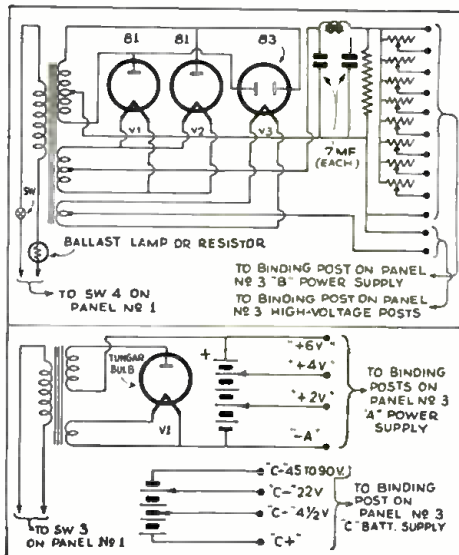 81
81
83
V1
V2
V3
7 MF
(EACH)
SW
BALLAST LAMP OR RESISTOR
TO SW 4 ON
PANEL Nº 1
TO BINDING POST ON PANEL
Nº 3 "B" POWER SUPPLY
TO BINDING POST ON PANEL
Nº 3 HIGH-VOLTAGE POSTS
TUNGAR
BULB
V1
+
"+6V"
"+4V"
"+2V"
"-A"
TO BINDING
POSTS ON
PANEL Nº 3
"A" POWER
SUPPLY
"C-"45 TO 90V.
"C-"22V
"C-"4½V
"C+"
TO BINDING
POST ON
PANEL Nº 3
"C" BATT. SUPPLY
TO SW 3
ON PANEL Nº 1